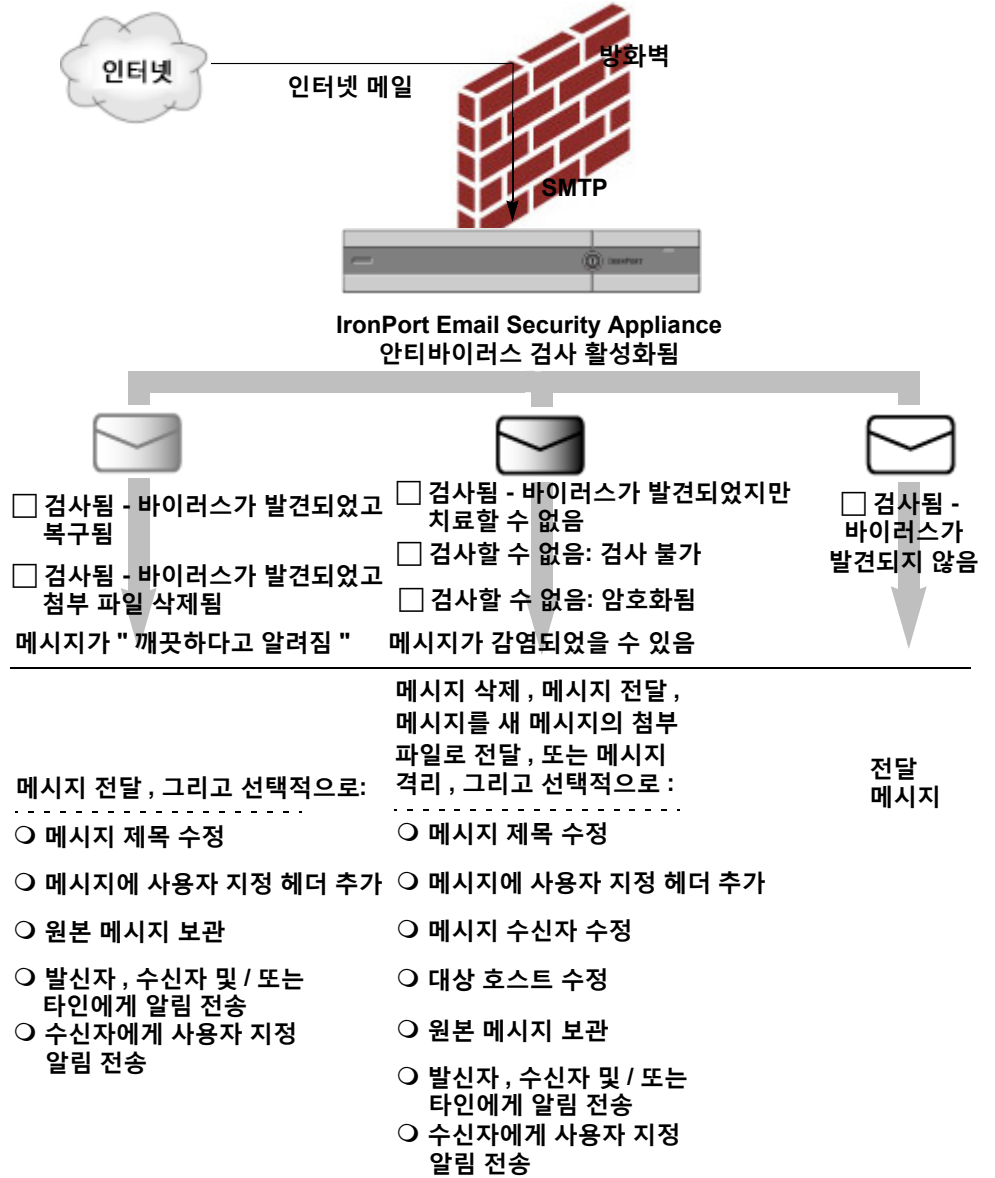 인터넷
인터넷 메일
방화벽
SMTP
IRONPORT
IronPort Email Security Appliance
안티바이러스 검사 활성화됨
검사됨 - 바이러스가 발견되었고
복구됨
검사됨 - 바이러스가 발견되었고
첨부 파일 삭제됨
메시지가 " 깨끗하다고 알려짐 "
검사됨 - 바이러스가 발견되었지만
치료할 수 없음
검사할 수 없음: 검사 불가
검사할 수 없음: 암호화됨
메시지가 감염되었을 수 있음
검사됨 -
바이러스가
발견되지 않음
메시지 전달 , 그리고 선택적으로:
메시지 제목 수정
메시지에 사용자 지정 헤더 추가
원본 메시지 보관
발신자 , 수신자 및 / 또는
타인에게 알림 전송
수신자에게 사용자 지정
알림 전송
메시지 삭제 , 메시지 전달 ,
메시지를 새 메시지의 첨부
파일로 전달 , 또는 메시지
격리 , 그리고 선택적으로 :
메시지 제목 수정
메시지에 사용자 지정 헤더 추가
메시지 수신자 수정
대상 호스트 수정
원본 메시지 보관
발신자 , 수신자 및 / 또는
타인에게 알림 전송
수신자에게 사용자 지정
알림 전송
전달
메시지